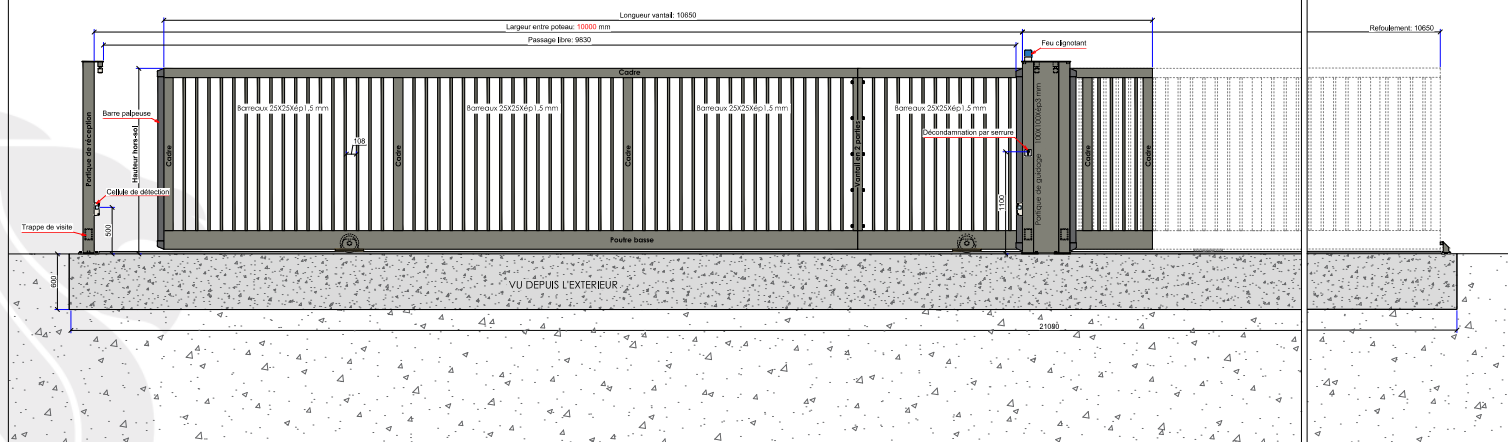 Longueur vantail: 10650
Largeur entre poteau: 10000 mm
Refoulement: 10650
Passage libre: 9830
Feu clignotant
Cadre
Barreaux 25X25Xép1,5 mm
Barreaux 25X25Xép1,5 mm
Barreaux 25X25Xép1,5 mm
Barreaux 25X25Xép1,5 mm
Barre palpeuse
Portique de réception
Hauteur hors-sol
Cadre
108
Cadre
Cadre
Vantail en 2 parties
Décondamnation par serrure
Portique de guidage 100X100Xép3 mm
Cadre
Cadre
Cellule de détection
1100
500
Trappe de visite
Poutre basse
600
VU DEPUIS L'EXTERIEUR
21090